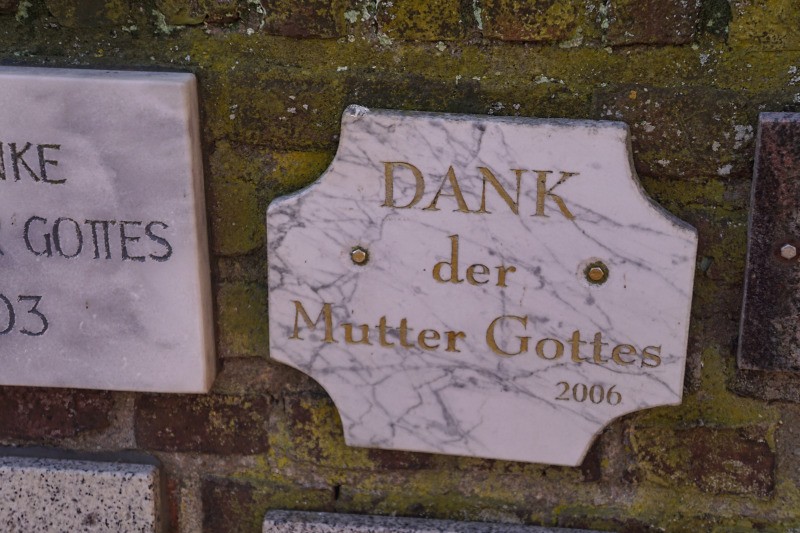 NKE
GOTTES
03
DANK
der
Mutter Gottes
2006